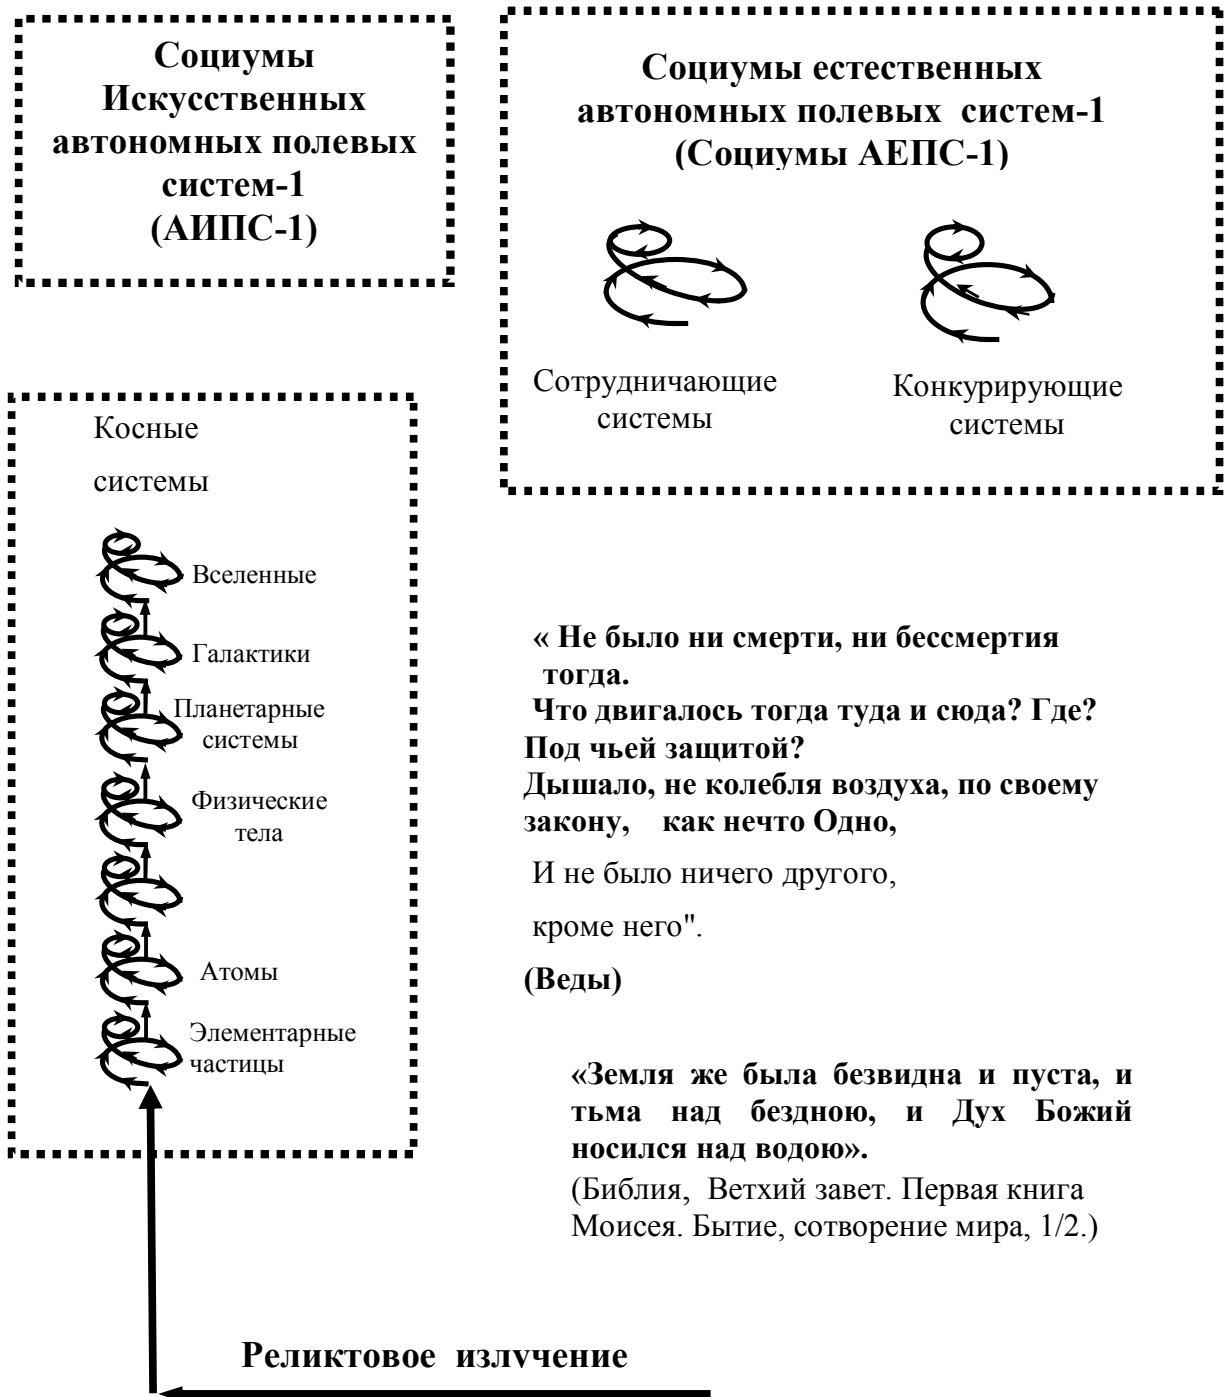 Социумы
Искусственных
автономных полевых
систем-1
(АИПС-1)
Социумы естественных
автономных полевых систем-1
(Социумы АЕПС-1)
Сотрудничающие
системы
Конкурирующие
системы
Косные
системы
Вселенные
Галактики
Планетарные
системы
Физические
тела
Атомы
Элементарные
частицы
« Не было ни смерти, ни бессмертия
тогда.
Что двигалось тогда туда и сюда? Где?
Под чьей защитой?
Дышало, не колебля воздуха, по своему
закону, как нечто Одно,
И не было ничего другого,
кроме него".
(Веды)
«Земля же была безвидна и пуста, и
тьма над бездною, и Дух Божий
носился над водою».
(Библия, Ветхий завет. Первая книга
Моисея. Бытие, сотворение мира, 1/2.)
Реликтовое излучение